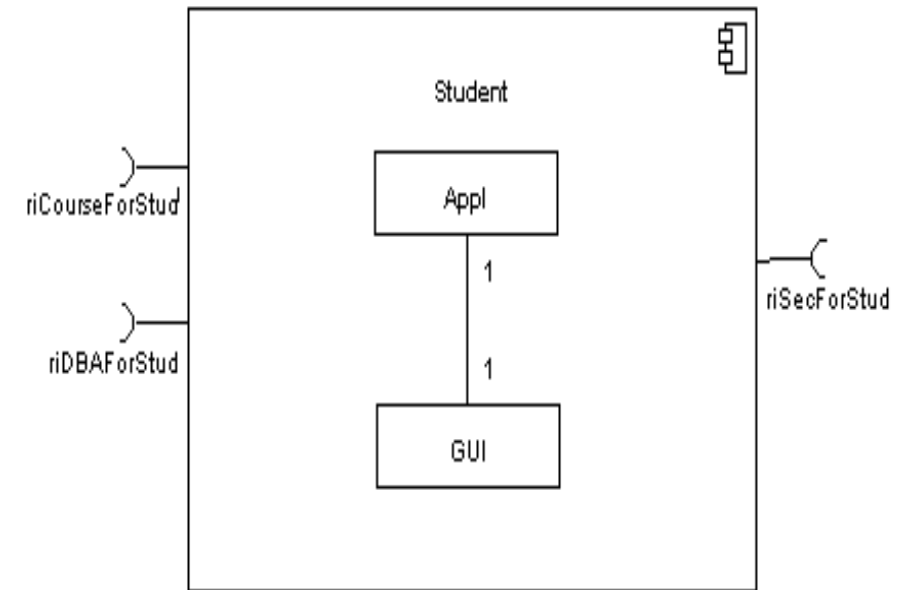 Student
Appl
riCourseForStud
1
riSecForStud
riDBAForStud
1
GUI